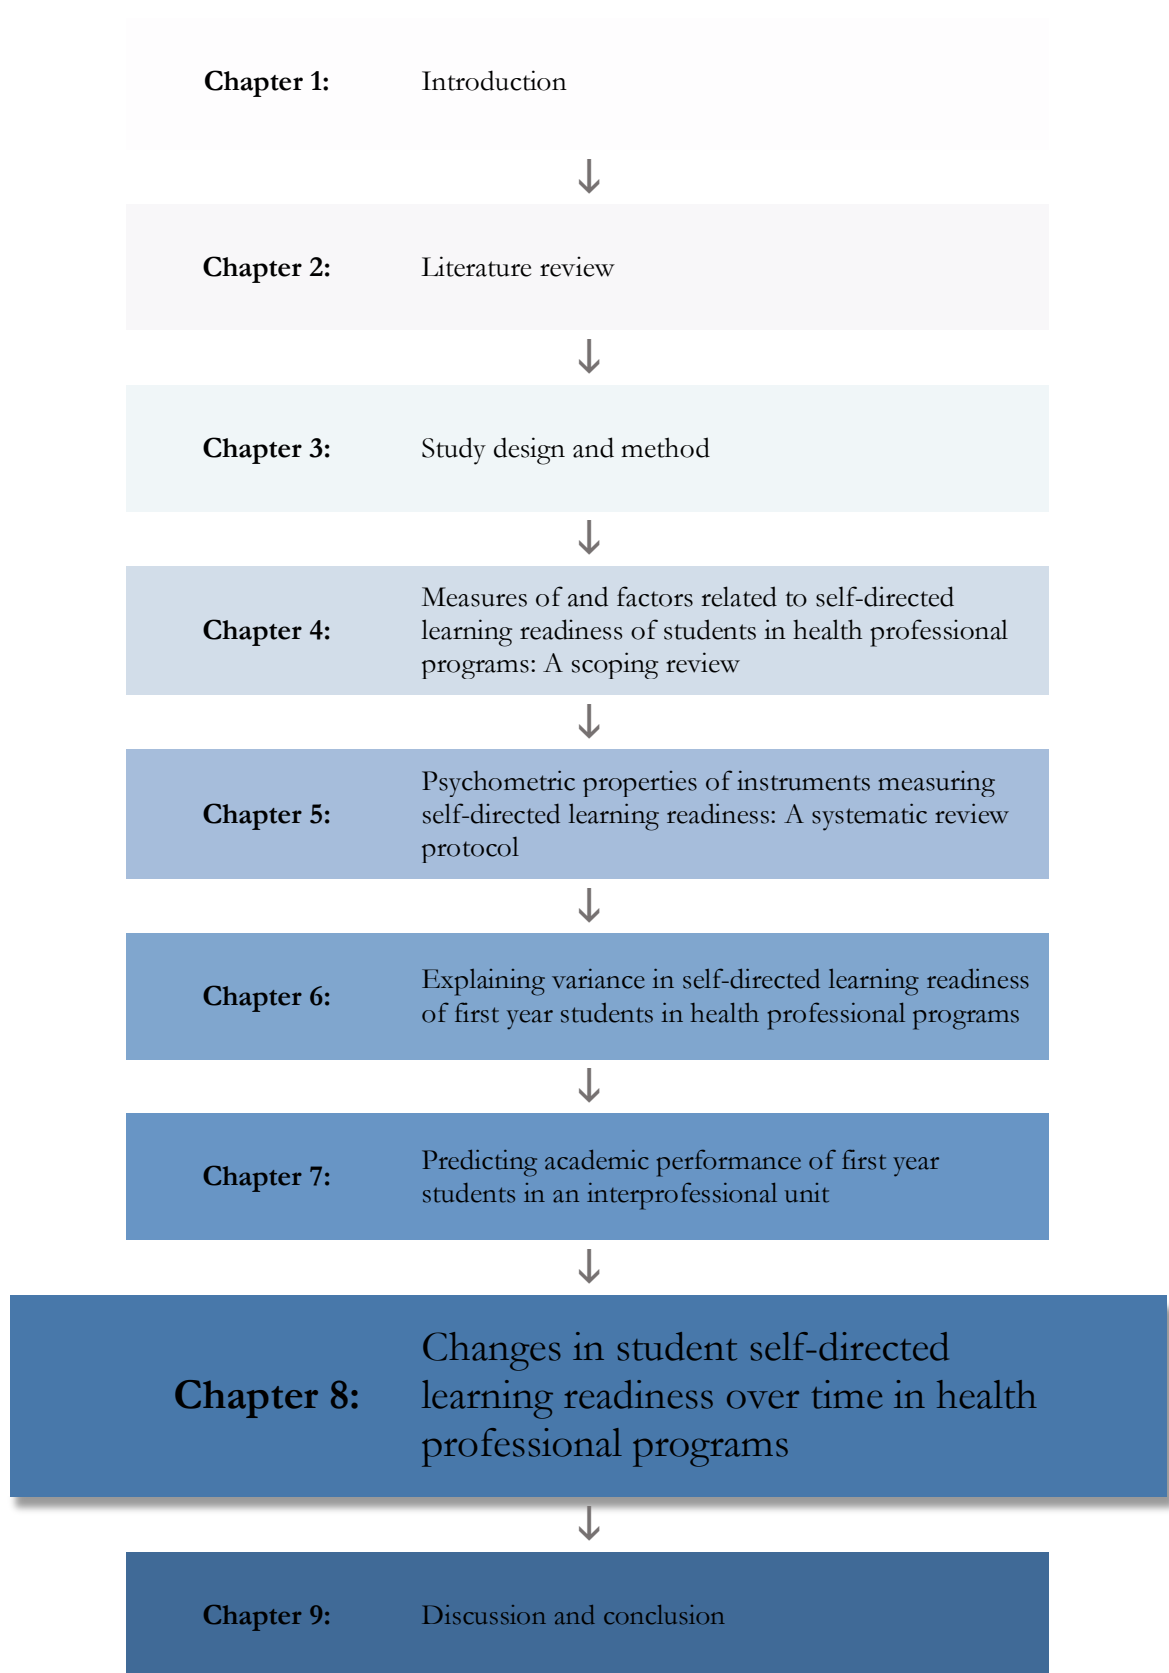 Chapter 1: Introduction
Chapter 2: Literature review
Chapter 3: Study design and method
Measures of and factors related to self-directed
Chapter 4: learning readiness of students in health professional
programs: A scoping review
Psychometric properties of instruments measuring
Chapter 5: self-directed learning readiness: A systematic review
protocol
Chapter 6: Explaining variance in self-directed learning readiness
of first year students in health professional programs
Chapter 7: Predicting academic performance of first year
students in an interprofessional unit
Changes in student self-directed
Chapter 8: learning readiness over time in health
professional programs
Chapter 9: Discussion and conclusion